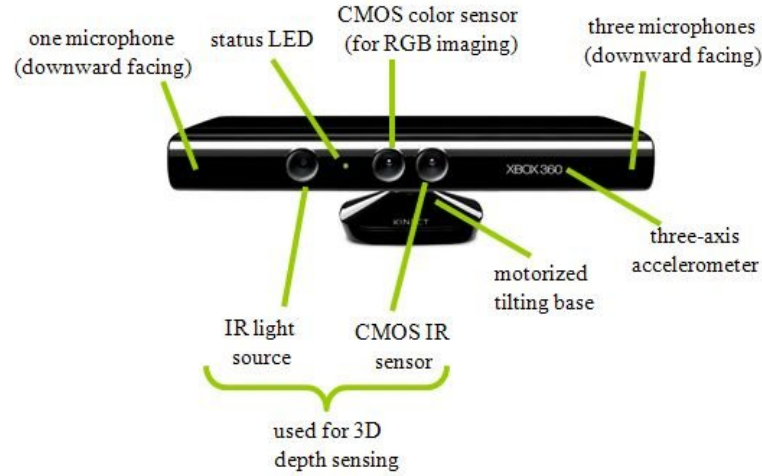 one microphone
(downward facing)
status LED
CMOS color sensor
(for RGB imaging)
three microphones
(downward facing)
XBOX 360
KINECT
three-axis
accelerometer
motorized
tilting base
IR light
source
CMOS IR
sensor
used for 3D
depth sensing